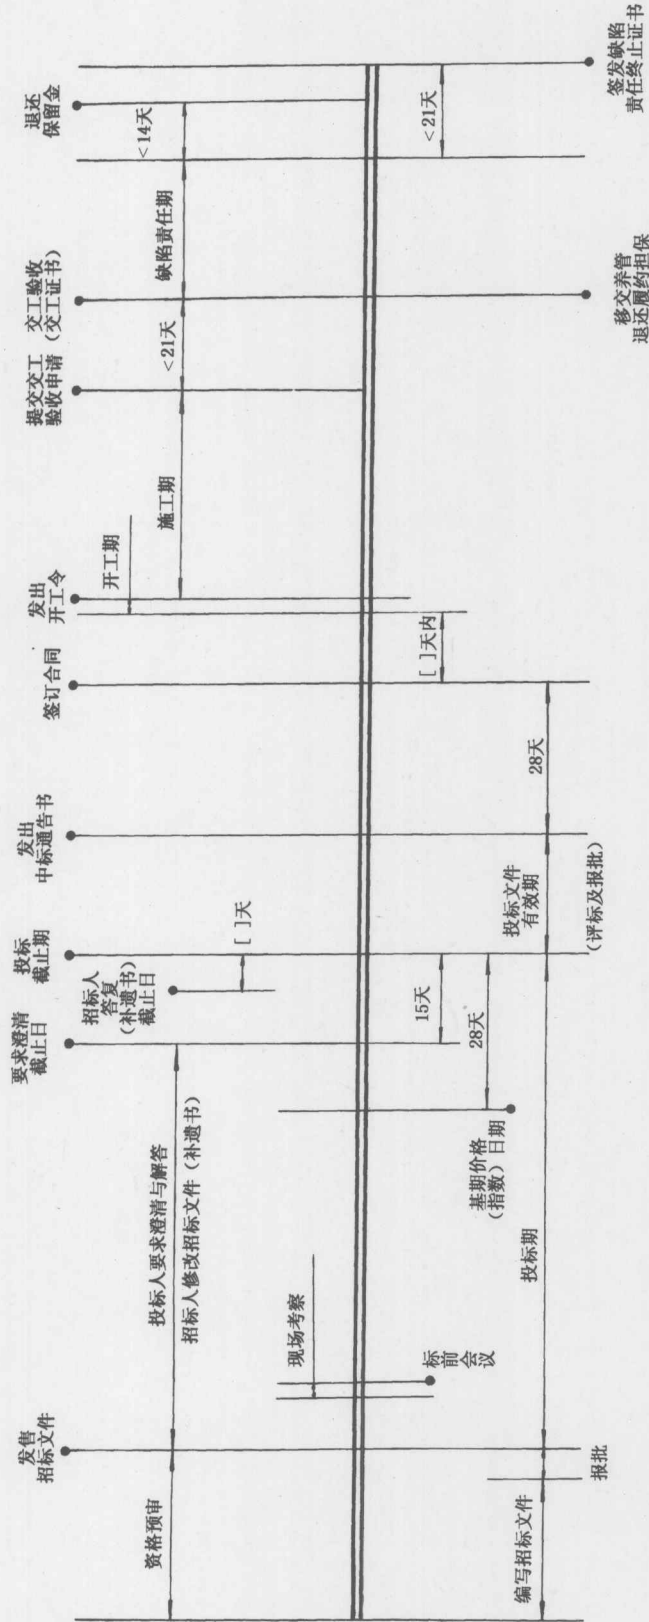 发售
招标文件
要求澄清
截止日
投标
截止期
发出
中标通告书
签订合同
发出
开工令
提交交工
验收申请
交工验收
(交工证书)
退还
保留金
资格预审
投标人要求澄清与解答
招标人修改招标文件(补遗书)
招标人
答复
(补遗书)
截止日
[ ]天
开工期
施工期
<21天
缺陷责任期
<14天
现场考察
标前会议
基期价格
(指数)日期
15天
28天
[ ]天内
<21天
编写招标文件
报批
投标期
投标文件
有效期
(评标及报批)
28天
移交养管
退还履约担保
签发缺陷
责任终止证书